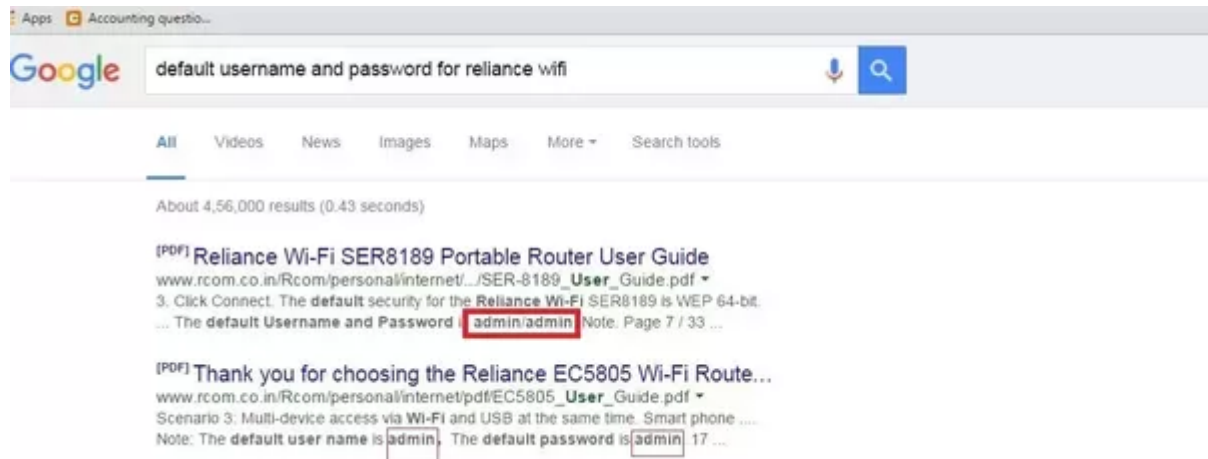 Apps Accounting questio...
Google default username and password for reliance wifi
All Videos News Images Maps More Search tools
About 4,56,000 results (0.43 seconds)
[PDF] Reliance Wi-Fi SER8189 Portable Router User Guide
www.rcom.co.in/Rcom/personal/internet/.../SER-8189_User_Guide.pdf
3. Click Connect. The default security for the Reliance Wi-Fi SER8189 is WEP 64-bit.
... The default Username and Password i admin/admin Note. Page 7 / 33 ...
[PDF] Thank you for choosing the Reliance EC5805 Wi-Fi Route...
www.rcom.co.in/Rcom/personal/internet/pdf/EC5805_User_Guide.pdf
Scenario 3: Multi-device access via Wi-Fi and USB at the same time. Smart phone ....
Note: The default user name is admin, The default password is admin. 17 ...